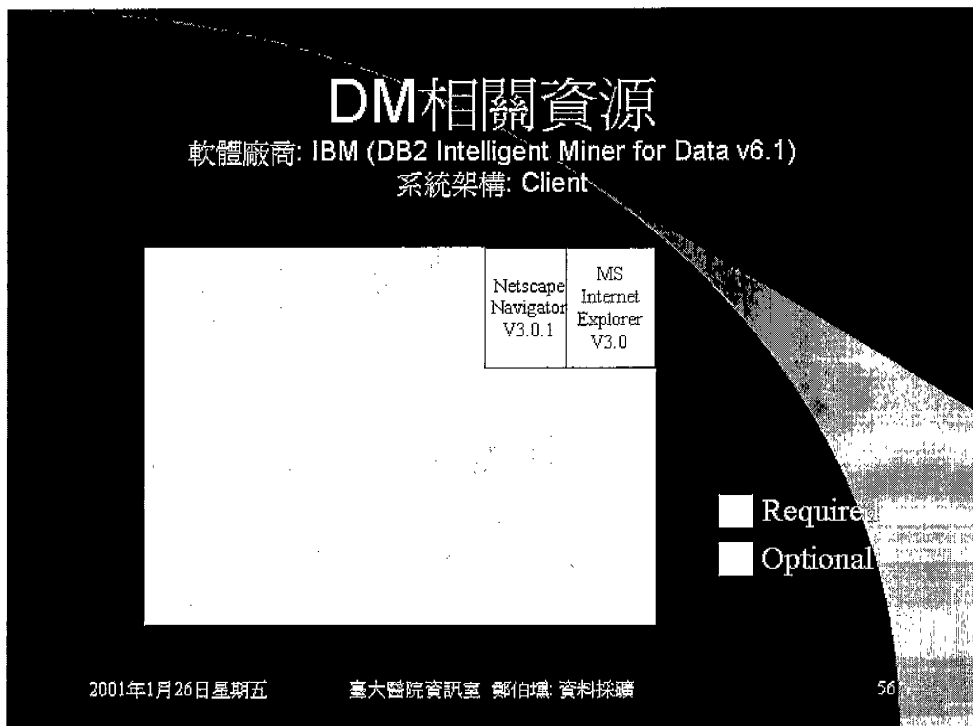 DM相關資源
軟體廠商: IBM (DB2 Intelligent Miner for Data v6.1)
系統架構: Client
Netscape
Navigator
V3.0.1
MS
Internet
Explorer
V3.0
Require
Optional
2001年1月26日星期五
臺大醫院資訊室 鄭伯壎: 資料採礦
56